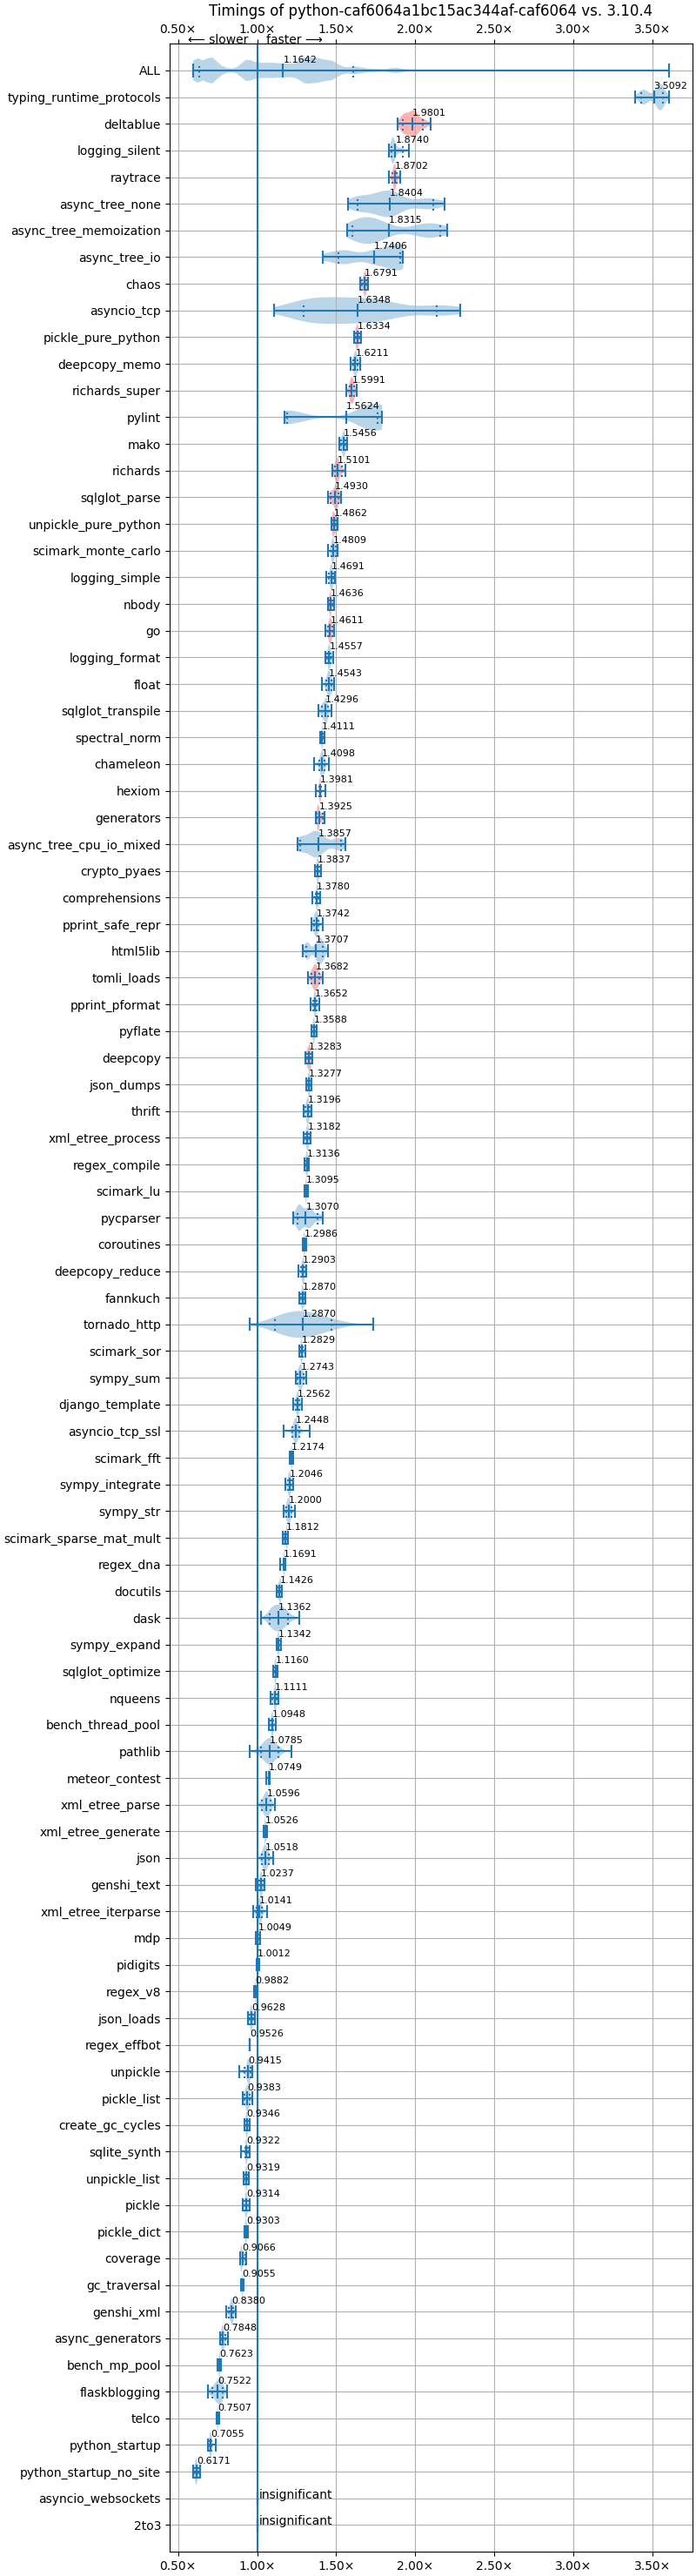 Timings of python-caf6064a1bc15ac344af-caf6064 vs. 3.10.4
0.50× 1.00× 1.50× 2.00× 2.50× 3.00× 3.50×
⟵ slower faster ⟶
ALL 1.1642
typing_runtime_protocols 3.5092
deltablue 1.9801
logging_silent 1.8740
raytrace 1.8702
async_tree_none 1.8404
async_tree_memoization 1.8315
async_tree_io 1.7406
chaos 1.6791
asyncio_tcp 1.6348
pickle_pure_python 1.6334
deepcopy_memo 1.6211
richards_super 1.5991
pylint 1.5624
mako 1.5456
richards 1.5101
sqlglot_parse 1.4930
unpickle_pure_python 1.4862
scimark_monte_carlo 1.4809
logging_simple 1.4691
nbody 1.4636
go 1.4611
logging_format 1.4557
float 1.4543
sqlglot_transpile 1.4296
spectral_norm 1.4111
chameleon 1.4098
hexiom 1.3981
generators 1.3925
async_tree_cpu_io_mixed 1.3857
crypto_pyaes 1.3837
comprehensions 1.3780
pprint_safe_repr 1.3742
html5lib 1.3707
tomli_loads 1.3682
pprint_pformat 1.3652
pyflate 1.3588
deepcopy 1.3283
json_dumps 1.3277
thrift 1.3196
xml_etree_process 1.3182
regex_compile 1.3136
scimark_lu 1.3095
pycparser 1.3070
coroutines 1.2986
deepcopy_reduce 1.2903
fannkuch 1.2870
tornado_http 1.2870
scimark_sor 1.2829
sympy_sum 1.2743
django_template 1.2562
asyncio_tcp_ssl 1.2448
scimark_fft 1.2174
sympy_integrate 1.2046
sympy_str 1.2000
scimark_sparse_mat_mult 1.1812
regex_dna 1.1691
docutils 1.1426
dask 1.1362
sympy_expand 1.1342
sqlglot_optimize 1.1160
nqueens 1.1111
bench_thread_pool 1.0948
pathlib 1.0785
meteor_contest 1.0749
xml_etree_parse 1.0596
xml_etree_generate 1.0526
json 1.0518
genshi_text 1.0237
xml_etree_iterparse 1.0141
mdp 1.0049
pidigits 1.0012
regex_v8 0.9882
json_loads 0.9628
regex_effbot 0.9526
unpickle 0.9415
pickle_list 0.9383
create_gc_cycles 0.9346
sqlite_synth 0.9322
unpickle_list 0.9319
pickle 0.9314
pickle_dict 0.9303
coverage 0.9066
gc_traversal 0.9055
genshi_xml 0.8380
async_generators 0.7848
bench_mp_pool 0.7623
flaskblogging 0.7522
telco 0.7507
python_startup 0.7055
python_startup_no_site 0.6171
asyncio_websockets insignificant
2to3 insignificant
0.50× 1.00× 1.50× 2.00× 2.50× 3.00× 3.50×